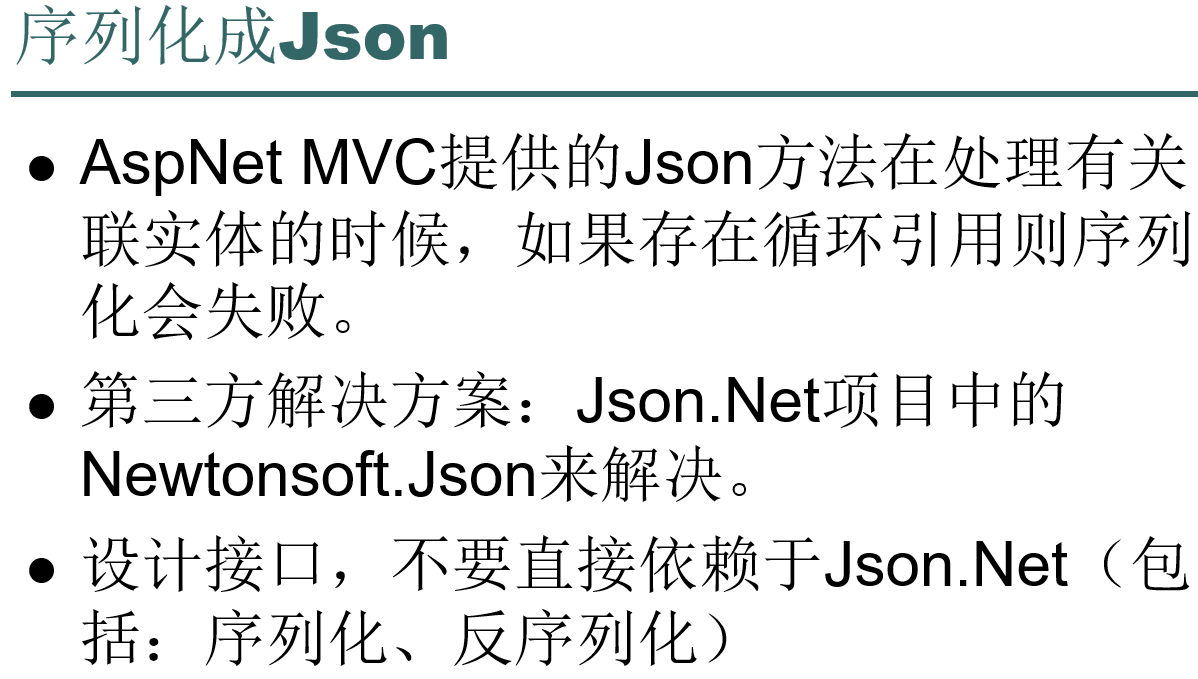 序列化成Json
● AspNet MVC提供的Json方法在处理有关
联实体的时候，如果存在循环引用则序列
化会失败。
● 第三方解决方案：Json.Net项目中的
Newtonsoft.Json来解决。
● 设计接口，不要直接依赖于Json.Net（包
括：序列化、反序列化）